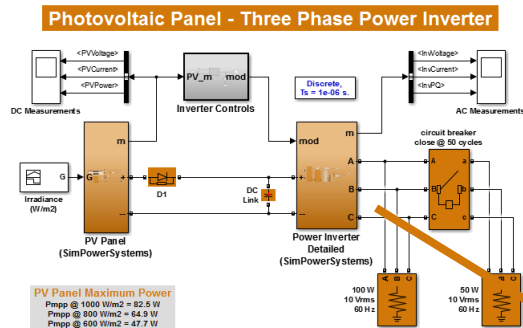 Photovoltaic Panel - Three Phase Power Inverter
<PVVoltage>
<PVCurrent>
<PVPower>
DC Measurements
PV_m mod
Inverter Controls
Discrete,
Ts = 1e-06 s.
<InvVoltage>
<InvCurrent>
<InvPQ>
AC Measurements
circuit breaker
close @ 50 cycles
m
G
+
--
Irradiance
(W/m2)
G
PV Panel
(SimPowerSystems)
D1
DC
Link
mod
m
A
B
C
+
--
Power Inverter
Detailed
(SimPowerSystems)
A a
B b
C c
A B C
100 W
10 Vrms
60 Hz
B C
50 W
10 Vrms
60 Hz
PV Panel Maximum Power
Pmpp @ 1000 W/m2 = 82.5 W
Pmpp @ 800 W/m2 = 64.9 W
Pmpp @ 600 W/m2 = 47.7 W